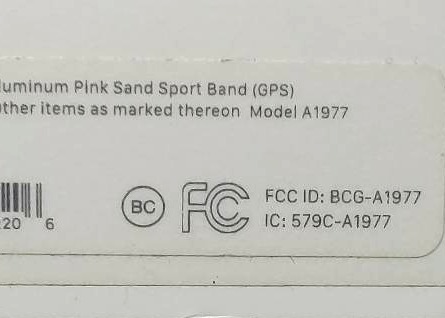 luminum Pink Sand Sport Band (GPS)
ther items as marked thereon Model A1977
20 6
BC
FC
FCC ID: BCG-A1977
IC: 579C-A1977